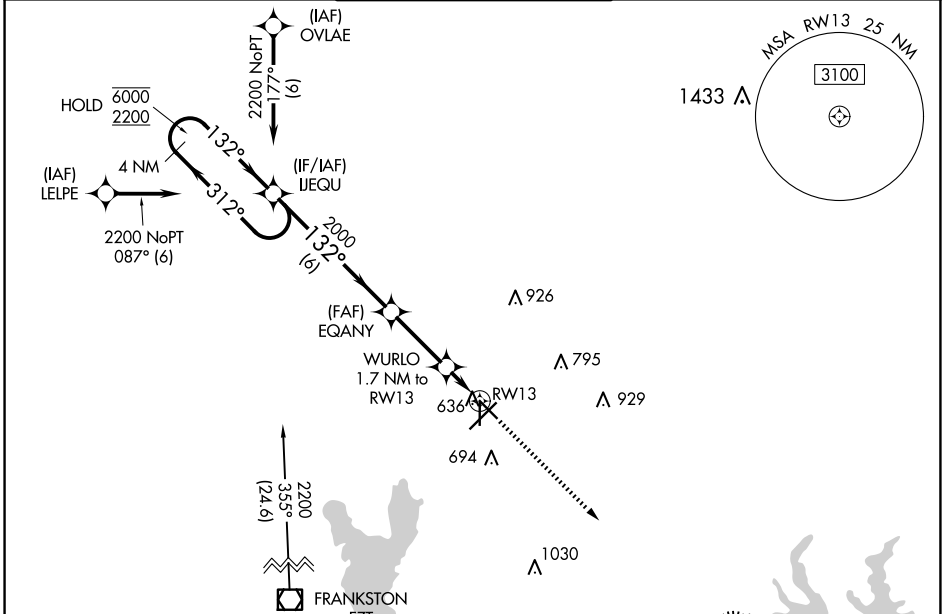 (IAF)
OVLAE
2200 NoPT
177°
(6)
MSA RW13 25 NM
3100
1433
HOLD
6000
2200
4 NM
132°
312°
(IAF)
LELPE
2200 NoPT
087° (6)
(IF/IAF)
IJEQU
2000
132°
(6)
(FAF)
EQANY
926
WURLO
1.7 NM to
RW13
795
636
RW13
929
694
2200
355°
(24.6)
1030
FRANKSTON